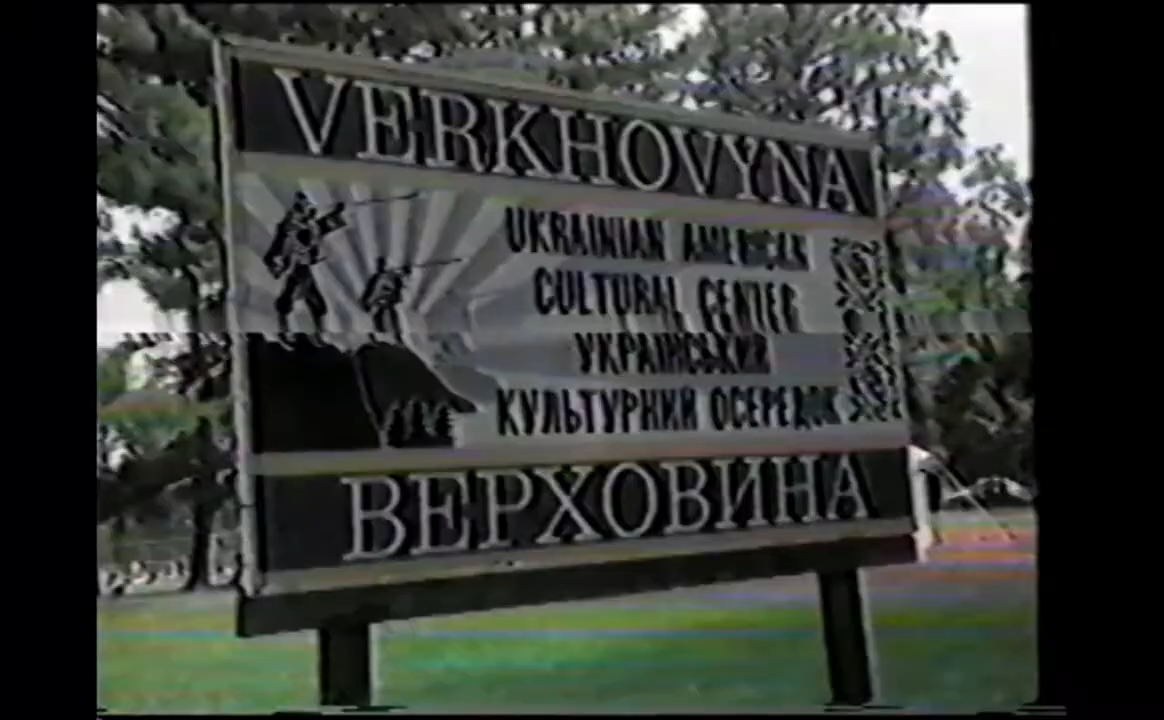 VERKHOVYNA
UKRAINIAN AMERICAN
CULTURAL CENTER
УКРАЇНСЬКИЙ
КУЛЬТУРНИЙ ОСЕРЕДОК
ВЕРХОВИНА